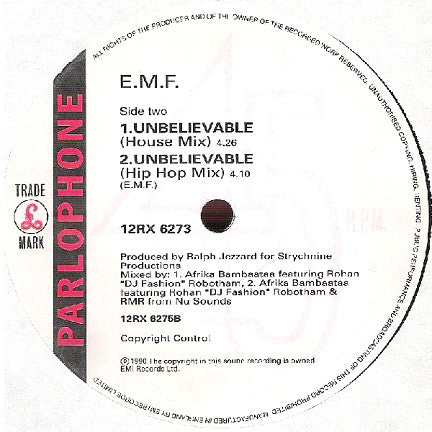 ALL RIGHTS OF THE PRODUCER AND OF THE OWNER OF THE RECORDED WORK RESERVED. UNAUTHORISED COPYING, HIRING, RENTING, PUBLIC PERFORMANCE AND BROADCASTING OF THIS RECORD PROHIBITED. MANUFACTURED IN ENGLAND BY EMI RECORDS LIMITED
E.M.F.
Side two
1.UNBELIEVABLE
(House Mix) 4.26
2.UNBELIEVABLE
(Hip Hop Mix) 4.10
(E.M.F.)
PARLOPHONE
TRADE
£
MARK
12RX 6273
R.P.M.
Produced by Ralph Jezzard for Strychnine
Productions
Mixed by: 1. Afrika Bambaataa featuring Rohan
"DJ Fashion" Robotham, 2. Afrika Bambaataa
featuring Rohan "DJ Fashion" Robotham &
RMR from Nu Sounds
12RX 6275B
Copyright Control
℗ 1990 The copyright in this sound recording is owned
EMI Records Ltd.